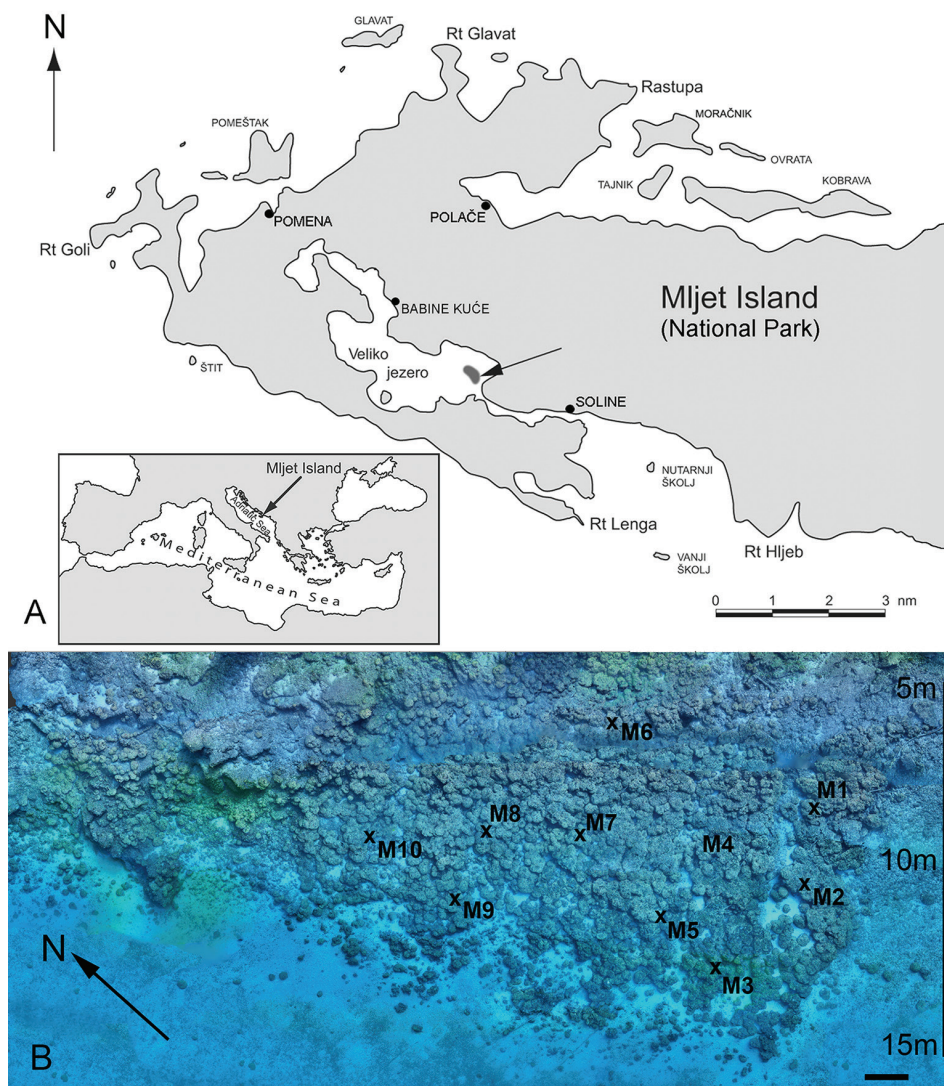 N
GLAVAT
Rt Glavat
Rastupa
MORAČNIK
POMEŠTAK
OVRATA
TAJNIK
KOBRAVA
POMENA
POLAČE
Rt Goli
Mljet Island
(National Park)
BABINE KUĆE
Veliko
jezero
ŠTIT
SOLINE
Mljet Island
NUTARNJI
ŠKOLJ
Adriatic Sea
Rt Lenga
Rt Hljeb
VANJI
ŠKOLJ
Mediterranean Sea
0 1 2 3 nm
A
5m
x
M6
M1
x
M8
x
M7
x
x
M10
M4
10m
x
M2
x
M9
x
M5
N
x
M3
B
15m